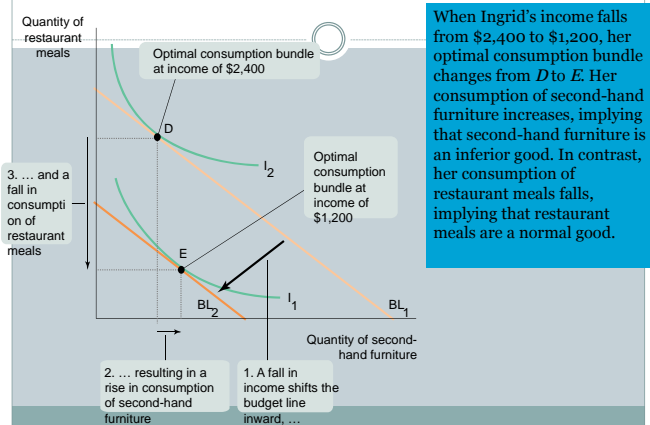 Quantity of
restaurant
meals
Optimal consumption bundle
at income of $2,400
D
I2
Optimal
consumption
bundle at
income of
$1,200
3. … and a
fall in
consumpti
on of
restaurant
meals
E
I1
BL2
BL1
Quantity of second-
hand furniture
2. … resulting in a
rise in consumption
of second-hand
furniture
1. A fall in
income shifts the
budget line
inward, …
When Ingrid's income falls
from $2,400 to $1,200, her
optimal consumption bundle
changes from D to E. Her
consumption of second-hand
furniture increases, implying
that second-hand furniture is
an inferior good. In contrast,
her consumption of
restaurant meals falls,
implying that restaurant
meals are a normal good.